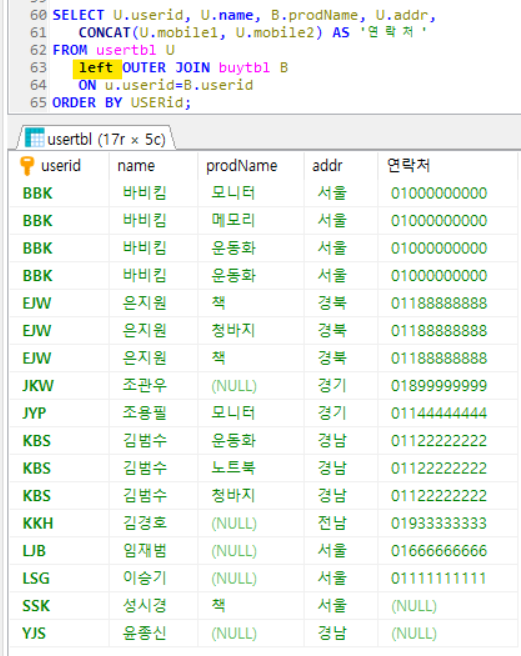 60 SELECT U.userid, U.name, B.prodName, U.addr,
61 CONCAT(U.mobile1, U.mobile2) AS '연락처'
62 FROM usertbl U
63 left OUTER JOIN buytbl B
64 ON u.userid=B.userid
65 ORDER BY USERid;
usertbl (17r × 5c)
userid name prodName addr 연락처
BBK 바비킴 모니터 서울 01000000000
BBK 바비킴 메모리 서울 01000000000
BBK 바비킴 운동화 서울 01000000000
BBK 바비킴 운동화 서울 01000000000
EJW 은지원 책 경북 01188888888
EJW 은지원 청바지 경북 01188888888
EJW 은지원 책 경북 01188888888
JKW 조관우 (NULL) 경기 01899999999
JYP 조용필 모니터 경기 01144444444
KBS 김범수 운동화 경남 01122222222
KBS 김범수 노트북 경남 01122222222
KBS 김범수 청바지 경남 01122222222
KKH 김경호 (NULL) 전남 01933333333
LJB 임재범 (NULL) 서울 01666666666
LSG 이승기 (NULL) 서울 01111111111
SSK 성시경 책 서울 (NULL)
YJS 윤종신 (NULL) 경남 (NULL)